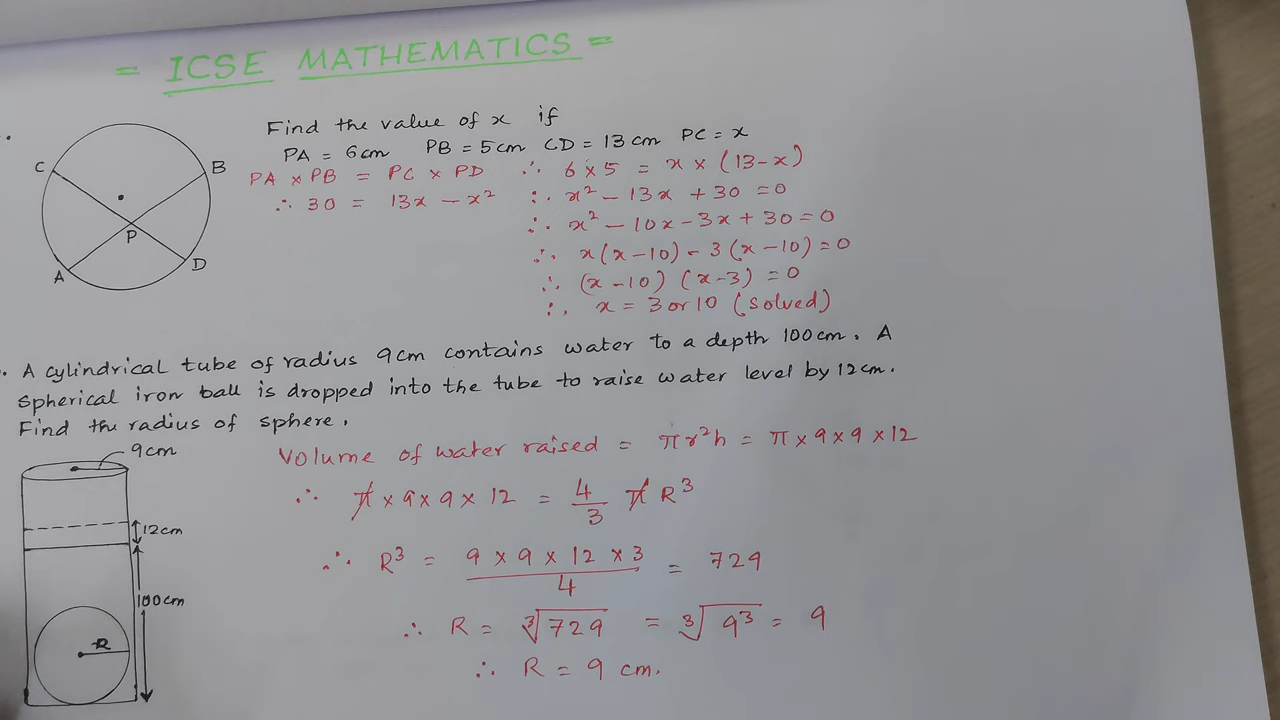 = ICSE MATHEMATICS =
Find the value of x if
PA = 6cm PB = 5cm CD = 13cm PC = x
PA x PB = PC x PD ∴ 6 x 5 = x x (13-x)
∴ 30 = 13x - x² ∴ x² - 13x + 30 = 0
∴ x² - 10x - 3x + 30 = 0
∴ x(x-10) - 3(x-10) = 0
∴ (x-10) (x-3) = 0
∴ x = 3 or 10 (Solved)
C
B
P
A
D
. A cylindrical tube of radius 9cm contains water to a depth 100cm. A
spherical iron ball is dropped into the tube to raise water level by 12cm.
Find the radius of sphere.
9cm
12cm
100cm
R
Volume of water raised = πr²h = π x 9 x 9 x 12
∴ π x 9 x 9 x 12 = 4/3 π R³
∴ R³ = 9 x 9 x 12 x 3 / 4 = 729
∴ R = ∛729 = ∛9³ = 9
∴ R = 9 cm.